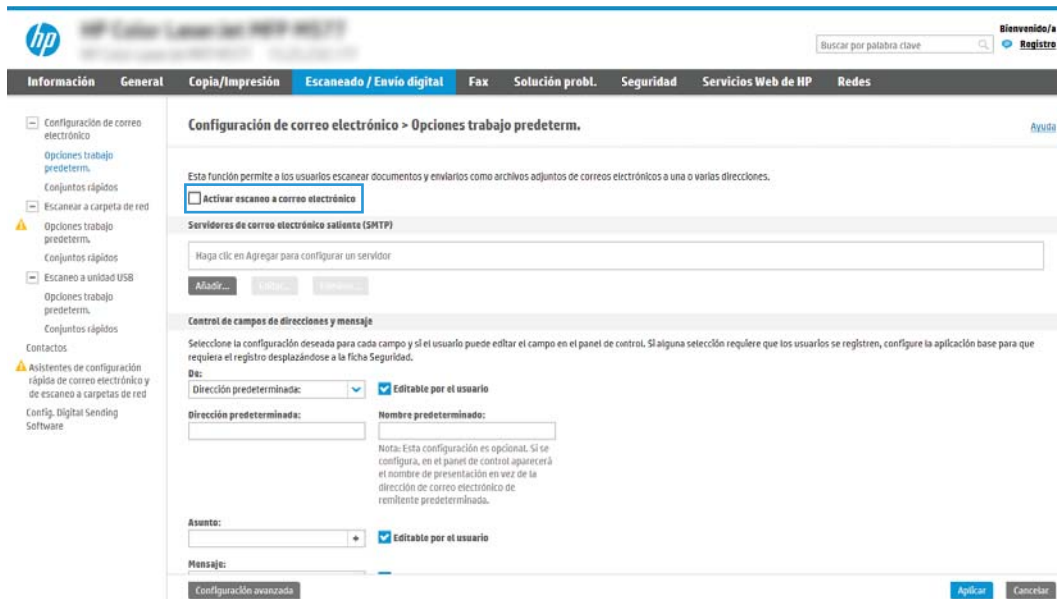 hp
Bienvenido/a
Buscar por palabra clave
Registro
Información General Copia/Impresión Escaneado / Envío digital Fax Solución probl. Seguridad Servicios Web de HP Redes
Configuración de correo
electrónico
Opciones trabajo
predeterm.
Conjuntos rápidos
Escanear a carpeta de red
Opciones trabajo
predeterm.
Conjuntos rápidos
Escaneo a unidad USB
Opciones trabajo
predeterm.
Conjuntos rápidos
Contactos
Asistentes de configuración
rápida de correo electrónico y
de escaneo a carpetas de red
Config. Digital Sending
Software
Configuración de correo electrónico > Opciones trabajo predeterm.
Ayuda
Esta función permite a los usuarios escanear documentos y enviarlos como archivos adjuntos de correos electrónicos a una o varias direcciones.
Activar escaneo a correo electrónico
Servidores de correo electrónico saliente (SMTP)
Haga clic en Agregar para configurar un servidor
Añadir...
Control de campos de direcciones y mensaje
Seleccione la configuración deseada para cada campo y si el usuario puede editar el campo en el panel de control. Si alguna selección requiere que los usuarios se registren, configure la aplicación base para que
requiera el registro desplazándose a la ficha Seguridad.
De:
Dirección predeterminada: Editable por el usuario
Dirección predeterminada: Nombre predeterminado:
Nota: Esta configuración es opcional. Si se
configura, en el panel de control aparecerá
el nombre de presentación en vez de la
dirección de correo electrónico de
remitente predeterminada.
Asunto:
Editable por el usuario
Mensaje:
Configuración avanzada Aplicar Cancelar